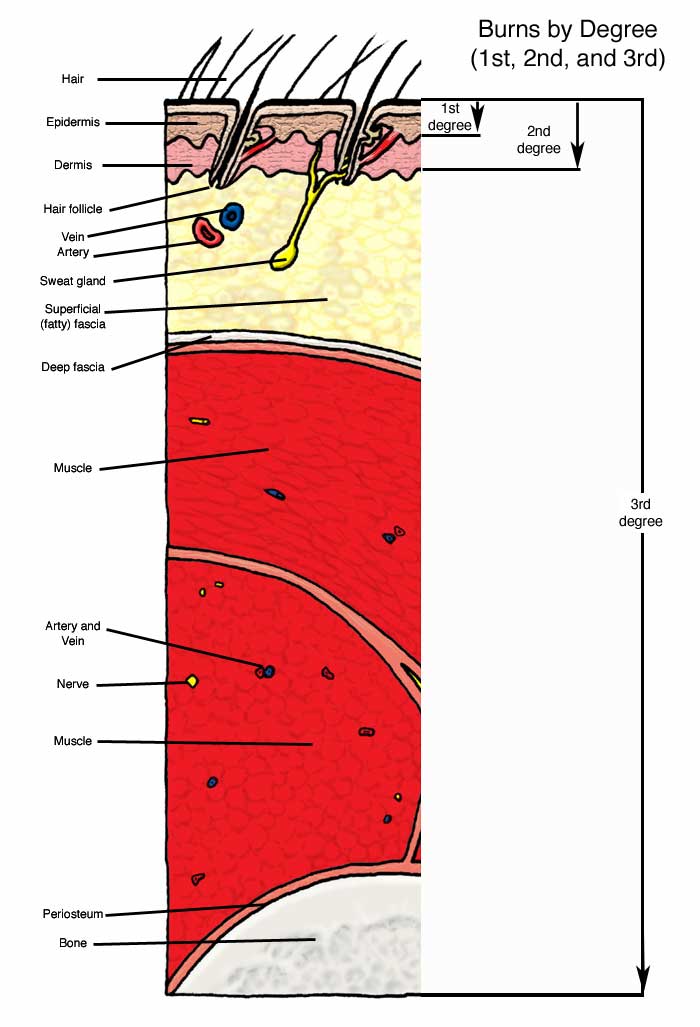 Burns by Degree
(1st, 2nd, and 3rd)
Hair
Epidermis
Dermis
Hair follicle
Vein
Artery
Sweat gland
Superficial
(fatty) fascia
Deep fascia
Muscle
Artery and
Vein
Nerve
Muscle
Periosteum
Bone
1st
degree
2nd
degree
3rd
degree